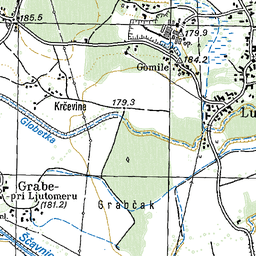 185.5
179.9
op.
184.2
Gomile
Krčevine
179,3
Globetka
Lu
Grabe-
-pri Ljutomeru
(181.2)
Grabčak
Ščavnica